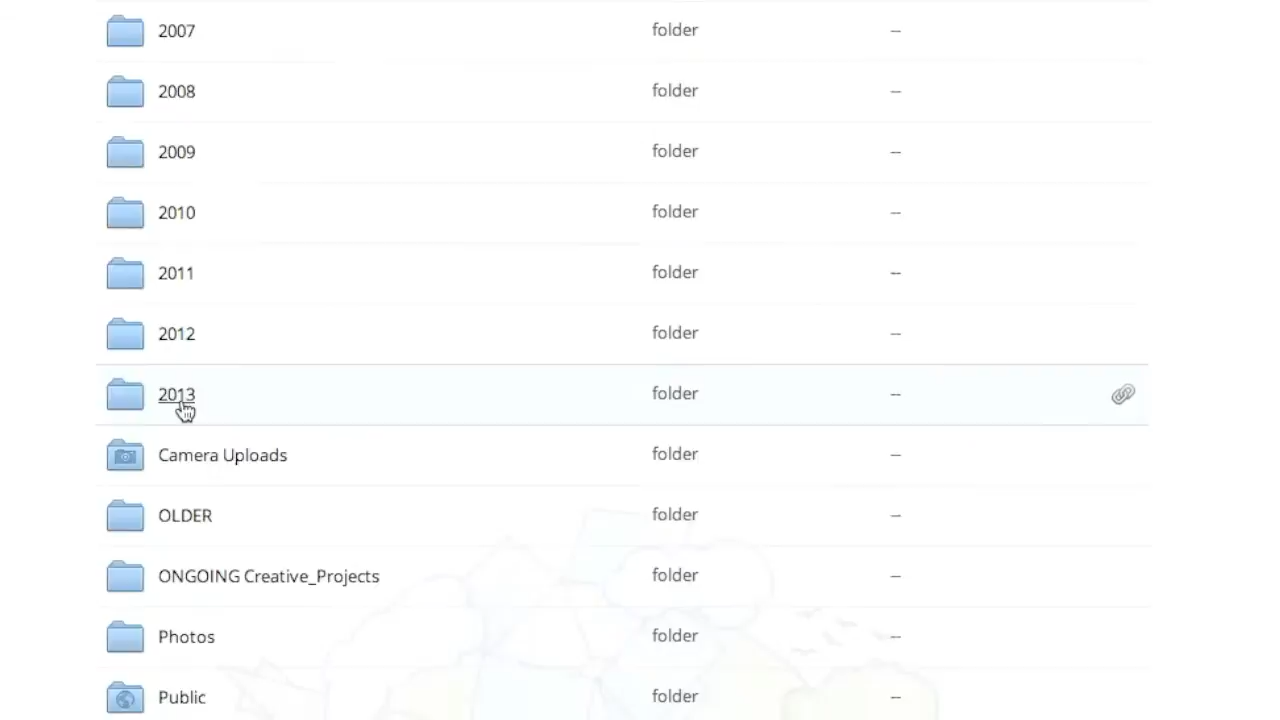 2007 folder --
2008 folder --
2009 folder --
2010 folder --
2011 folder --
2012 folder --
2013 folder --
Camera Uploads folder --
OLDER folder --
ONGOING Creative_Projects folder --
Photos folder --
Public folder --